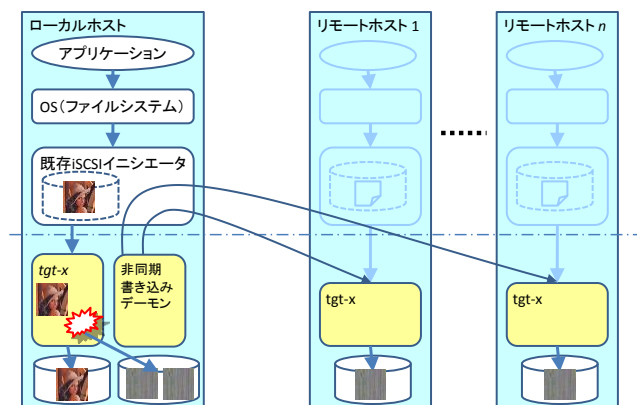 ローカルホスト
アプリケーション
OS(ファイルシステム)
既存iSCSIイニシエータ
tgt-x
非同期
書き込み
デーモン
リモートホスト 1
tgt-x
リモートホスト n
tgt-x